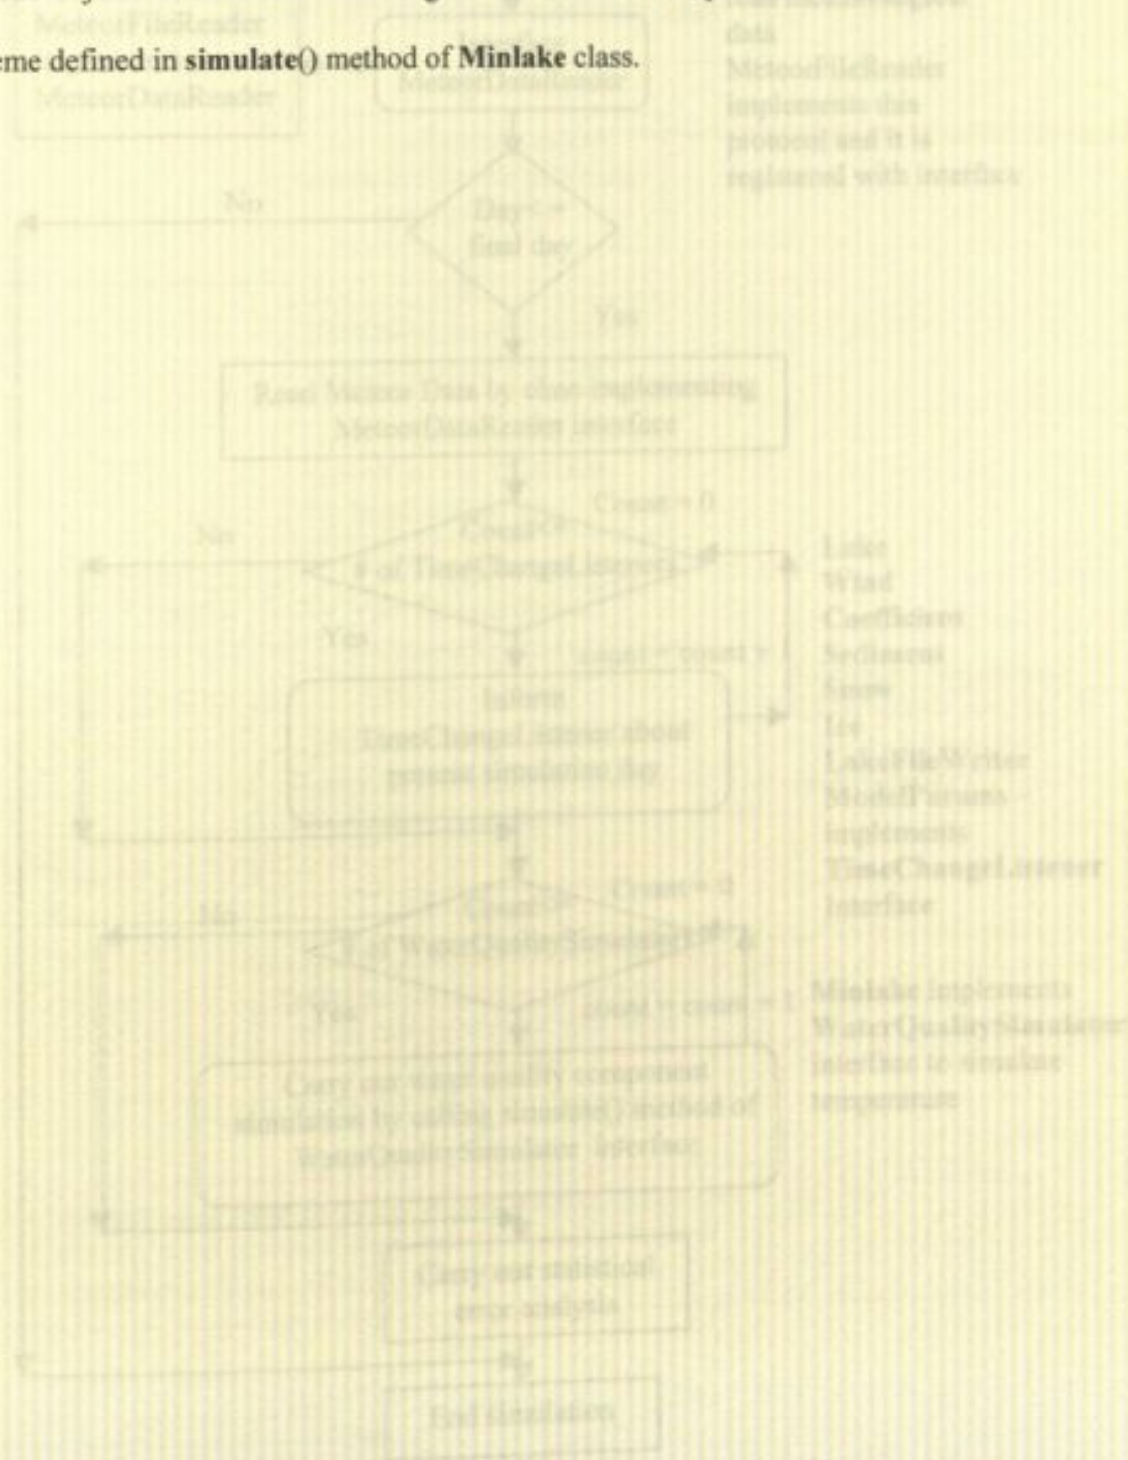 MeteorFileReader
eme defined in simulate() method of Minlake class.
MeteorDataReader
MeteorDataReader
data
MeteorFileReader
implements this
protocol and it is
registered with interface
No
Day < =
final day
Yes
Read Meteor Data by class implementing
MeteorDataReader interface
Count = 0
No
Count <=
# of TimeChangeListeners
Yes
count = count +
Inform
TimeChangeListener about
present simulation day
Lake
Wind
Coefficient
Sediment
Snow
Ice
LakeFileWriter
ModelParams
implements
TimeChangeListener
interface
Count = 0
No
Count <=
# of WaterQualitySimulators
Yes
count = count + 1
Minlake implements
WaterQualitySimulator
interface to simulate
temperature
Carry out water quality component
simulation by calling simulate() method of
WaterQualitySimulator interface
Carry out statistical
error analysis
End simulation